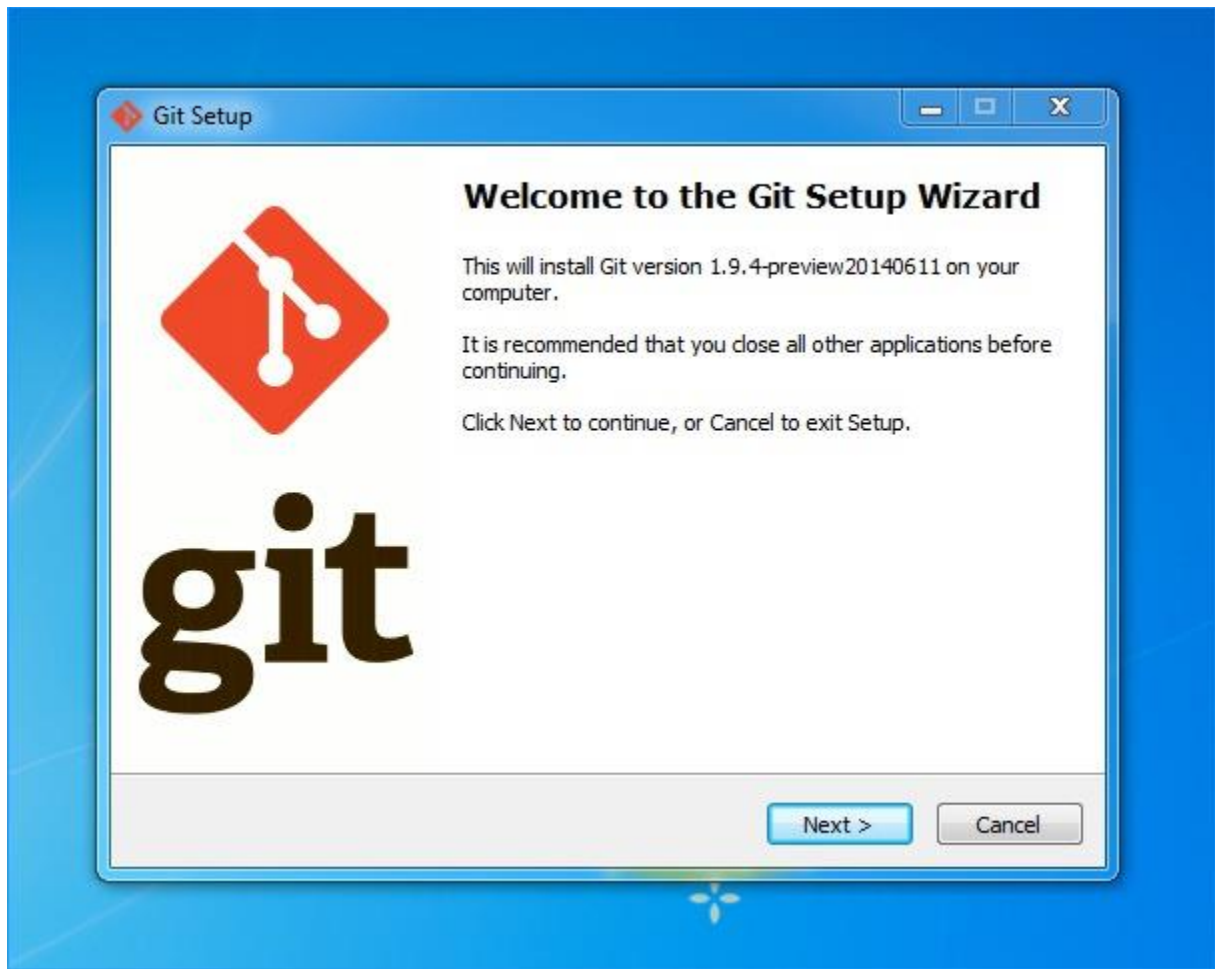 Git Setup
Welcome to the Git Setup Wizard
This will install Git version 1.9.4-preview20140611 on your
computer.
It is recommended that you close all other applications before
continuing.
Click Next to continue, or Cancel to exit Setup.
git
Next >
Cancel